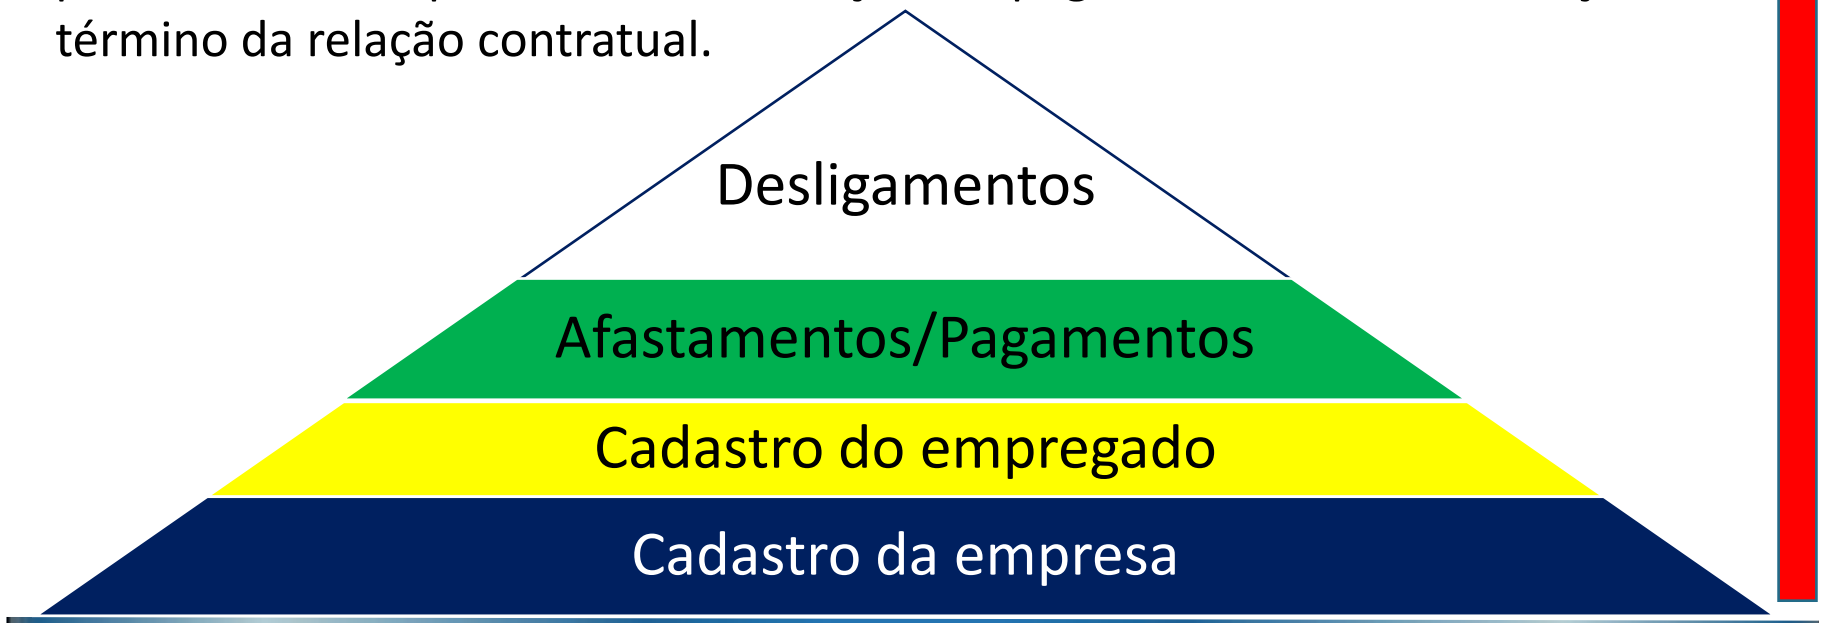 término da relação contratual.
Desligamentos
Afastamentos/Pagamentos
Cadastro do empregado
Cadastro da empresa